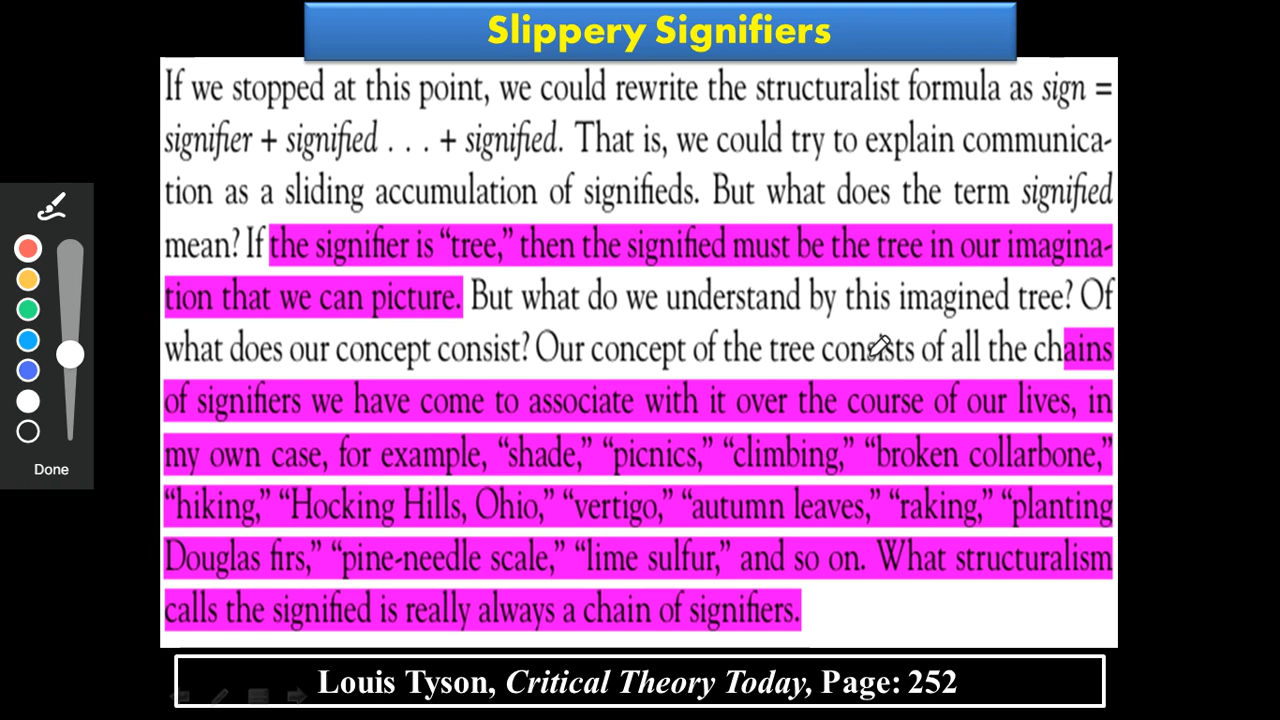 Slippery Signifiers
If we stopped at this point, we could rewrite the structuralist formula as sign =
signifier + signified . . . + signified. That is, we could try to explain communica-
tion as a sliding accumulation of signifieds. But what does the term signified
mean? If the signifier is “tree,” then the signified must be the tree in our imagina-
tion that we can picture. But what do we understand by this imagined tree? Of
what does our concept consist? Our concept of the tree consists of all the chains
of signifiers we have come to associate with it over the course of our lives, in
my own case, for example, “shade,” “picnics,” “climbing,” “broken collarbone,”
“hiking,” “Hocking Hills, Ohio,” “vertigo,” “autumn leaves,” “raking,” “planting
Douglas firs,” “pine-needle scale,” “lime sulfur,” and so on. What structuralism
calls the signified is really always a chain of signifiers.
Done
Louis Tyson, Critical Theory Today, Page: 252